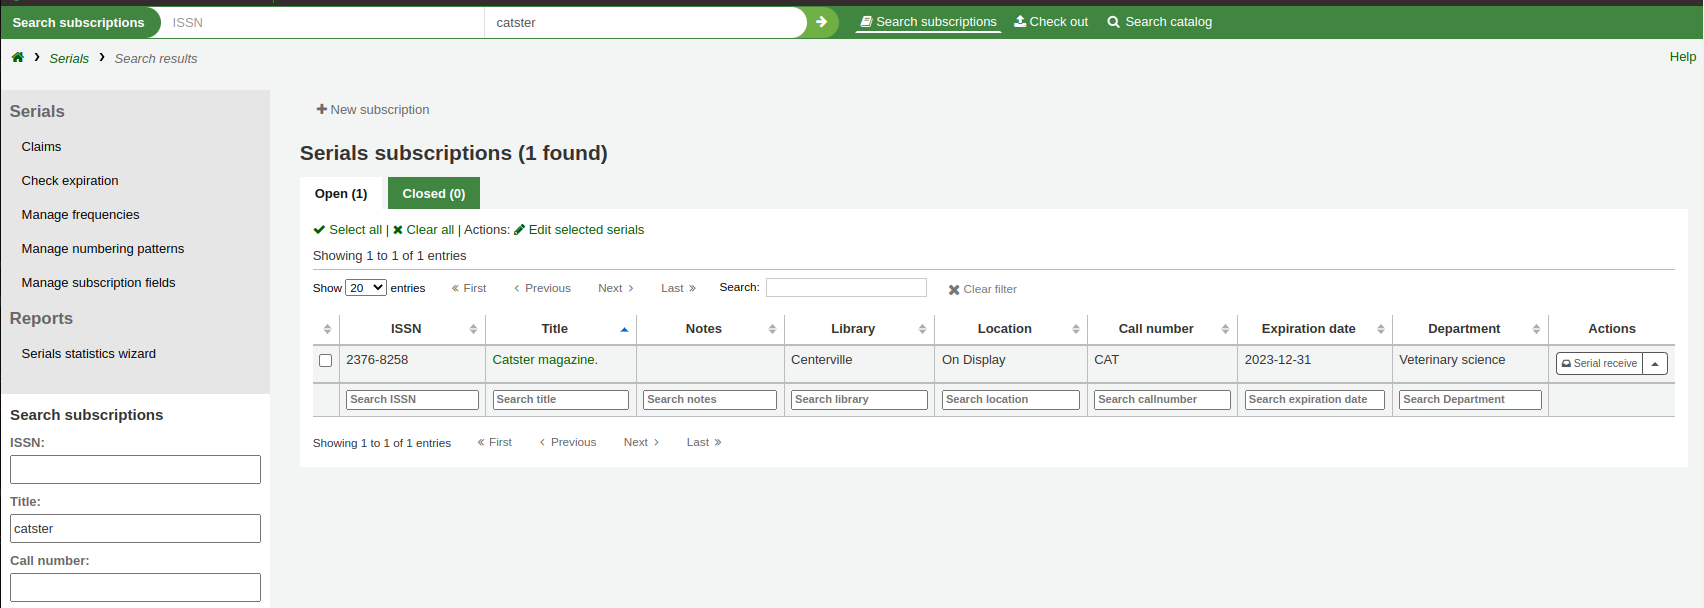 Search subscriptions ISSN catster Search subscriptions Check out Search catalog
Serials Search results Help
Serials
Claims
Check expiration
Manage frequencies
Manage numbering patterns
Manage subscription fields
Reports
Serials statistics wizard
Search subscriptions
ISSN:
Title:
catster
Call number:
New subscription
Serials subscriptions (1 found)
Open (1) Closed (0)
Select all | Clear all | Actions: Edit selected serials
Showing 1 to 1 of 1 entries
Show 20 entries First Previous Next Last Search: Clear filter
ISSN Title Notes Library Location Call number Expiration date Department Actions
2376-8258 Catster magazine. Centerville On Display CAT 2023-12-31 Veterinary science Serial receive
Search ISSN Search title Search notes Search library Search location Search callnumber Search expiration date Search Department
Showing 1 to 1 of 1 entries First Previous Next Last